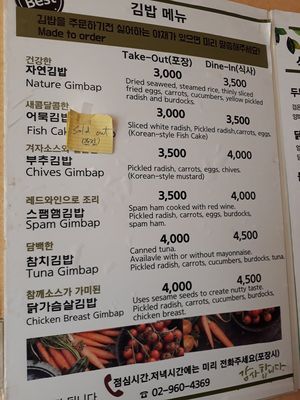 Best
김밥 메뉴
김밥을 주문하기전 싫어하는 야채가 있으면 미리 말씀해주세요!
Made to order
Take-Out(포장) Dine-In(식사)
건강한
자연김밥
Nature Gimbap
3,000 3,500
Dried seaweed, steamed rice, thinly sliced
fried eggs, carrots, cucumbers, yellow pickled
radish and burdocks.
새콤달콤한
어묵김밥
Fish Cake
Sold out
3,000 3,500
Sliced white radish, Pickled radish,carrots, eggs.
(Korean-style Fish Cake)
겨자소스의
부추김밥
Chives Gimbap
3,500 4,000
Pickled radish, carrots, eggs, chives.
(Korean-style mustard)
레드와인으로 조리
스팸햄김밥
Spam Gimbap
3,500 4,000
Spam ham cooked with red wine.
Pickled radish, carrots, eggs, burdocks,
spam ham.
담백한
참치김밥
Tuna Gimbap
4,000 4,500
Canned tuna.
Availavle with or without mayonnaise.
Pickled radish, carrots, cucumbers, burdocks, tuna.
참깨소스가 가미된
닭가슴살김밥
Chicken Breast Gimbap
4,000 4,500
Uses sesame seeds to create nutty taste.
Pickled radish, carrots, cucumbers, burdocks,
chicken breast.
점심시간.저녁시간에는 미리 전화주세요(포장시)
☎ 02-960-4369
감사합니다